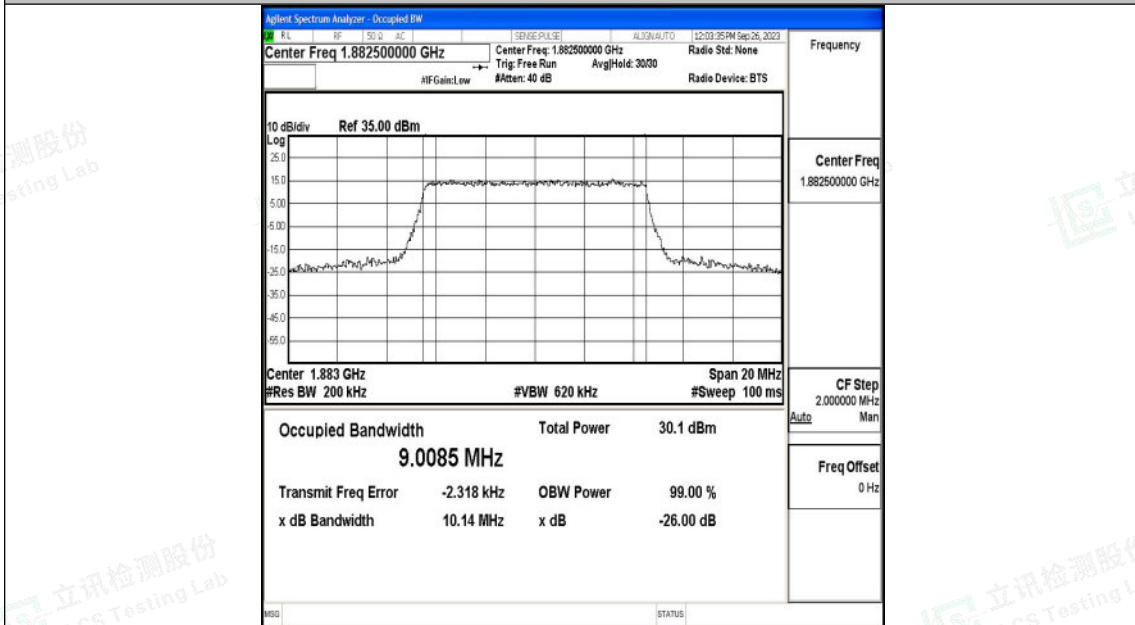 Agilent Spectrum Analyzer - Occupied BW
RL RF 50 Ω AC SENSE:PULSE ALIGNAUTO 12:03:35 PM Sep 26, 2023
Center Freq 1.882500000 GHz
Center Freq: 1.882500000 GHz
Radio Std: None
Trig: Free Run Avg|Hold: 30/30
#IFGain:Low
#Atten: 40 dB
Radio Device: BTS
Frequency
10 dB/div Ref 35.00 dBm
Log
25.0
15.0
5.00
-5.00
-15.0
-25.0
-35.0
-45.0
-55.0
Center Freq
1.882500000 GHz
Center 1.883 GHz Span 20 MHz
#Res BW 200 kHz #VBW 620 kHz #Sweep 100 ms
CF Step
2.000000 MHz
Auto Man
Occupied Bandwidth Total Power 30.1 dBm
9.0085 MHz
Freq Offset
0 Hz
Transmit Freq Error -2.318 kHz OBW Power 99.00 %
x dB Bandwidth 10.14 MHz x dB -26.00 dB
MSG STATUS
测股份
sting Lab
立讯检测股份
CS Testing Lab
立讯检测股份
CS Testing L